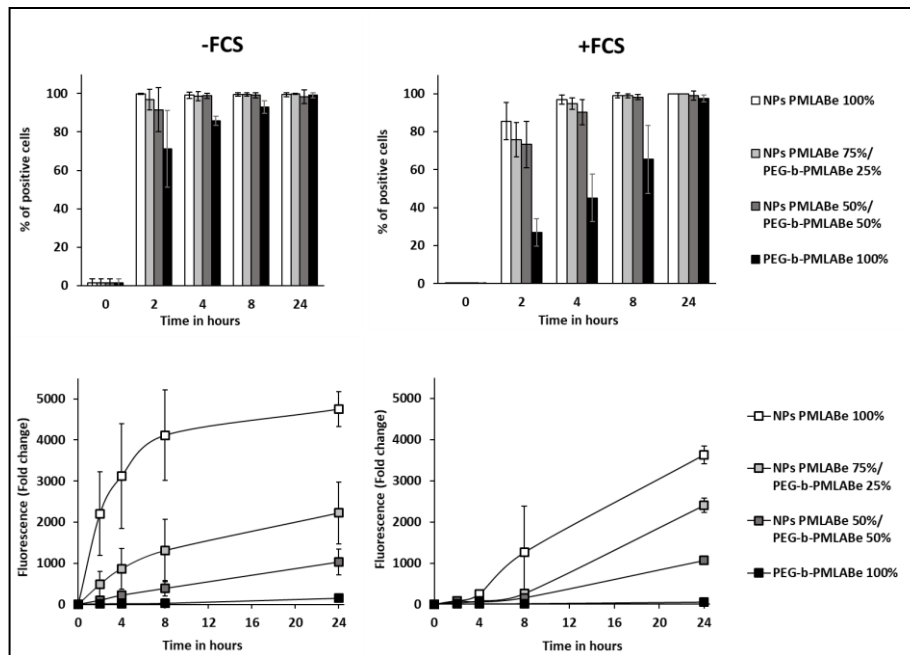 -FCS
+FCS
% of positive cells
100
80
60
40
20
0
0
2
4
8
24
Time in hours
% of positive cells
100
80
60
40
20
0
0
2
4
8
24
Time in hours
NPs PMLABe 100%
NPs PMLABe 75%/
PEG-b-PMLABe 25%
NPs PMLABe 50%/
PEG-b-PMLABe 50%
PEG-b-PMLABe 100%
Fluorescence (Fold change)
5000
4000
3000
2000
1000
0
0
4
8
12
16
20
24
Time in hours
Fluorescence (Fold change)
5000
4000
3000
2000
1000
0
0
4
8
12
16
20
24
Time in hours
NPs PMLABe 100%
NPs PMLABe 75%/
PEG-b-PMLABe 25%
NPs PMLABe 50%/
PEG-b-PMLABe 50%
PEG-b-PMLABe 100%